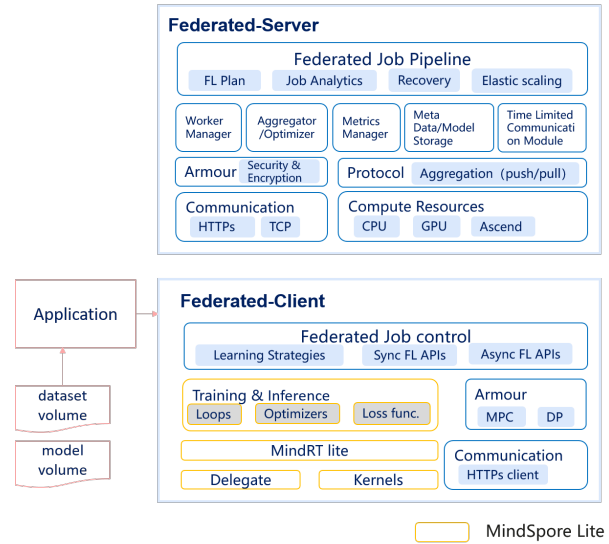 Federated-Server
Federated Job Pipeline
FL Plan
Job Analytics
Recovery
Elastic scaling
Worker
Manager
Aggregator
/Optimizer
Metrics
Manager
Meta
Data/Model
Storage
Time Limited
Communicati
on Module
Armour
Security &
Encryption
Protocol
Aggregation (push/pull)
Communication
HTTPs
TCP
Compute Resources
CPU
GPU
Ascend
Application
dataset
volume
model
volume
Federated-Client
Federated Job control
Learning Strategies
Sync FL APIs
Async FL APIs
Training & Inference
Loops
Optimizers
Loss func.
Armour
MPC
DP
MindRT lite
Delegate
Kernels
Communication
HTTPs client
MindSpore Lite